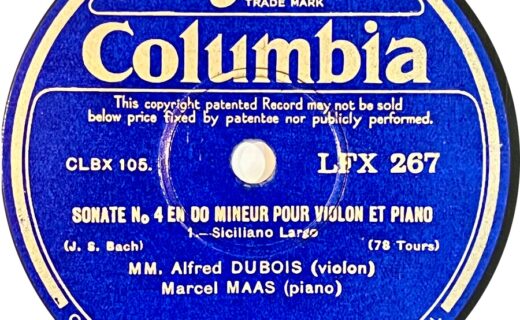 TRADE MARK
Columbia
This copyright patented Record may not be sold
below price fixed by patentee nor publicly performed.
CLBX 105. LFX 267
SONATE No 4 EN DO MINEUR POUR VIOLON ET PIANO
1.—Siciliano Largo
(J. S. Bach) (78 Tours)
MM. Alfred DUBOIS (violon)
Marcel MAAS (piano)